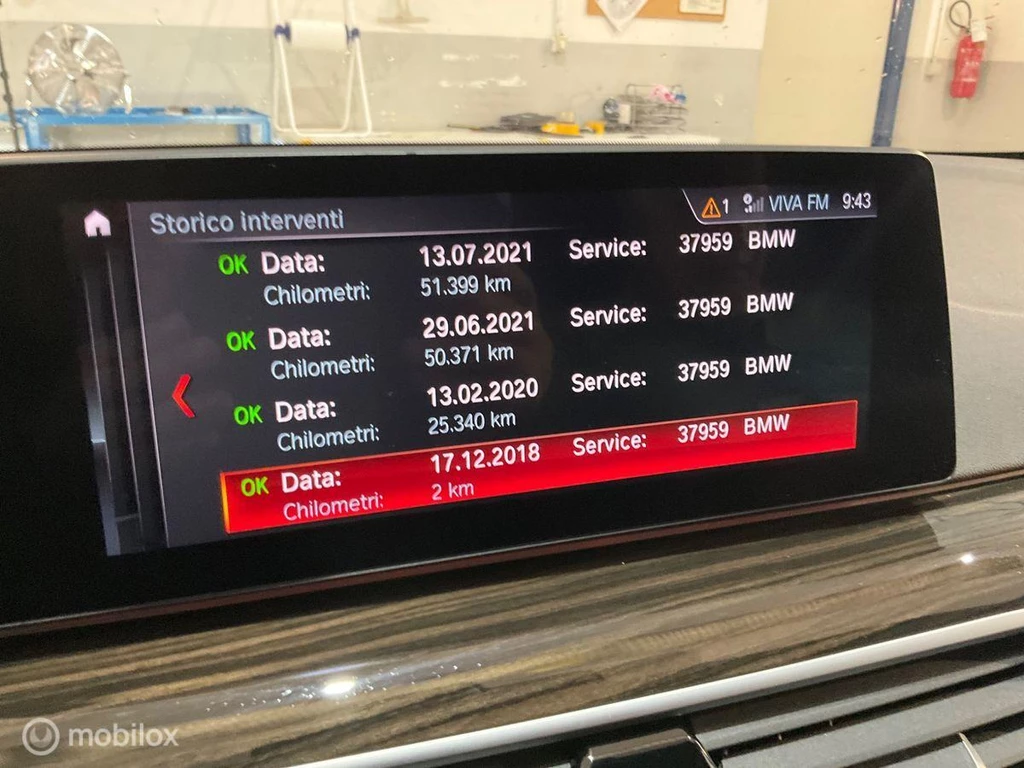 Storico interventi
1 VIVA FM 9:43
OK Data: 13.07.2021 Service: 37959 BMW
Chilometri: 51.399 km
OK Data: 29.06.2021 Service: 37959 BMW
Chilometri: 50.371 km
OK Data: 13.02.2020 Service: 37959 BMW
Chilometri: 25.340 km
OK Data: 17.12.2018 Service: 37959 BMW
Chilometri: 2 km
mobilox